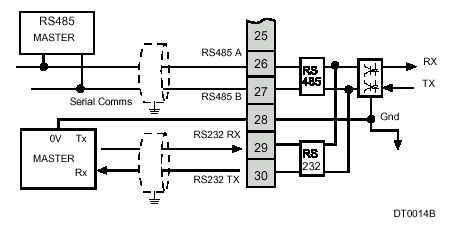 RS485
MASTER
25
RS485 A
26
RS
485
RX
RS485 B
27
TX
Serial Comms
28
Gnd
0V Tx
RS232 RX
29
RS
232
MASTER
Rx
RS232 TX
30
DT0014B